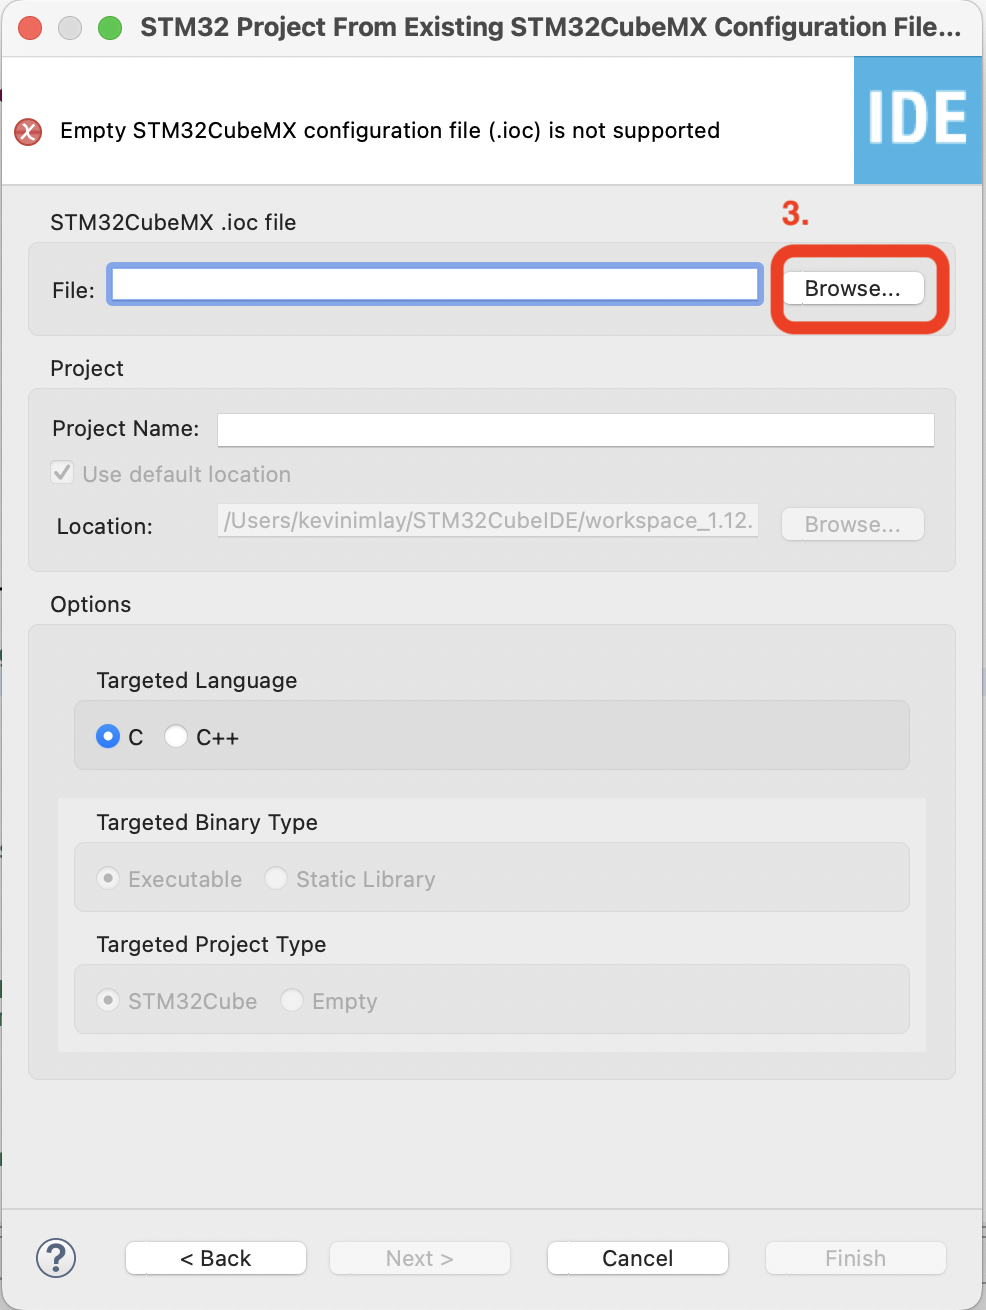 STM32 Project From Existing STM32CubeMX Configuration File...
Empty STM32CubeMX configuration file (.ioc) is not supported
IDE
STM32CubeMX .ioc file
3.
File:
Browse...
Project
Project Name:
Use default location
Location:
/Users/kevinimlay/STM32CubeIDE/workspace_1.12.
Browse...
Options
Targeted Language
C
C++
Targeted Binary Type
Executable
Static Library
Targeted Project Type
STM32Cube
Empty
?
< Back
Next >
Cancel
Finish